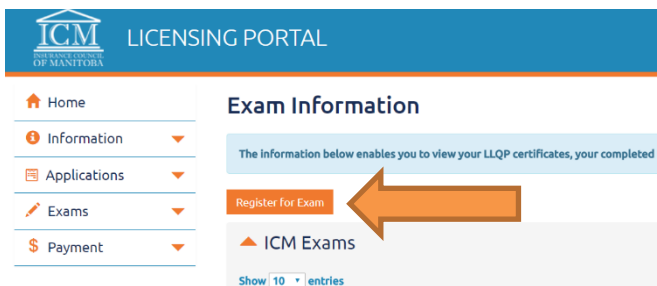 ICM
INSURANCE COUNCIL
OF MANITOBA
LICENSING PORTAL
Home
Information
Applications
Exams
$ Payment
Exam Information
The information below enables you to view your LLQP certificates, your completed
Register for Exam
ICM Exams
Show 10 entries